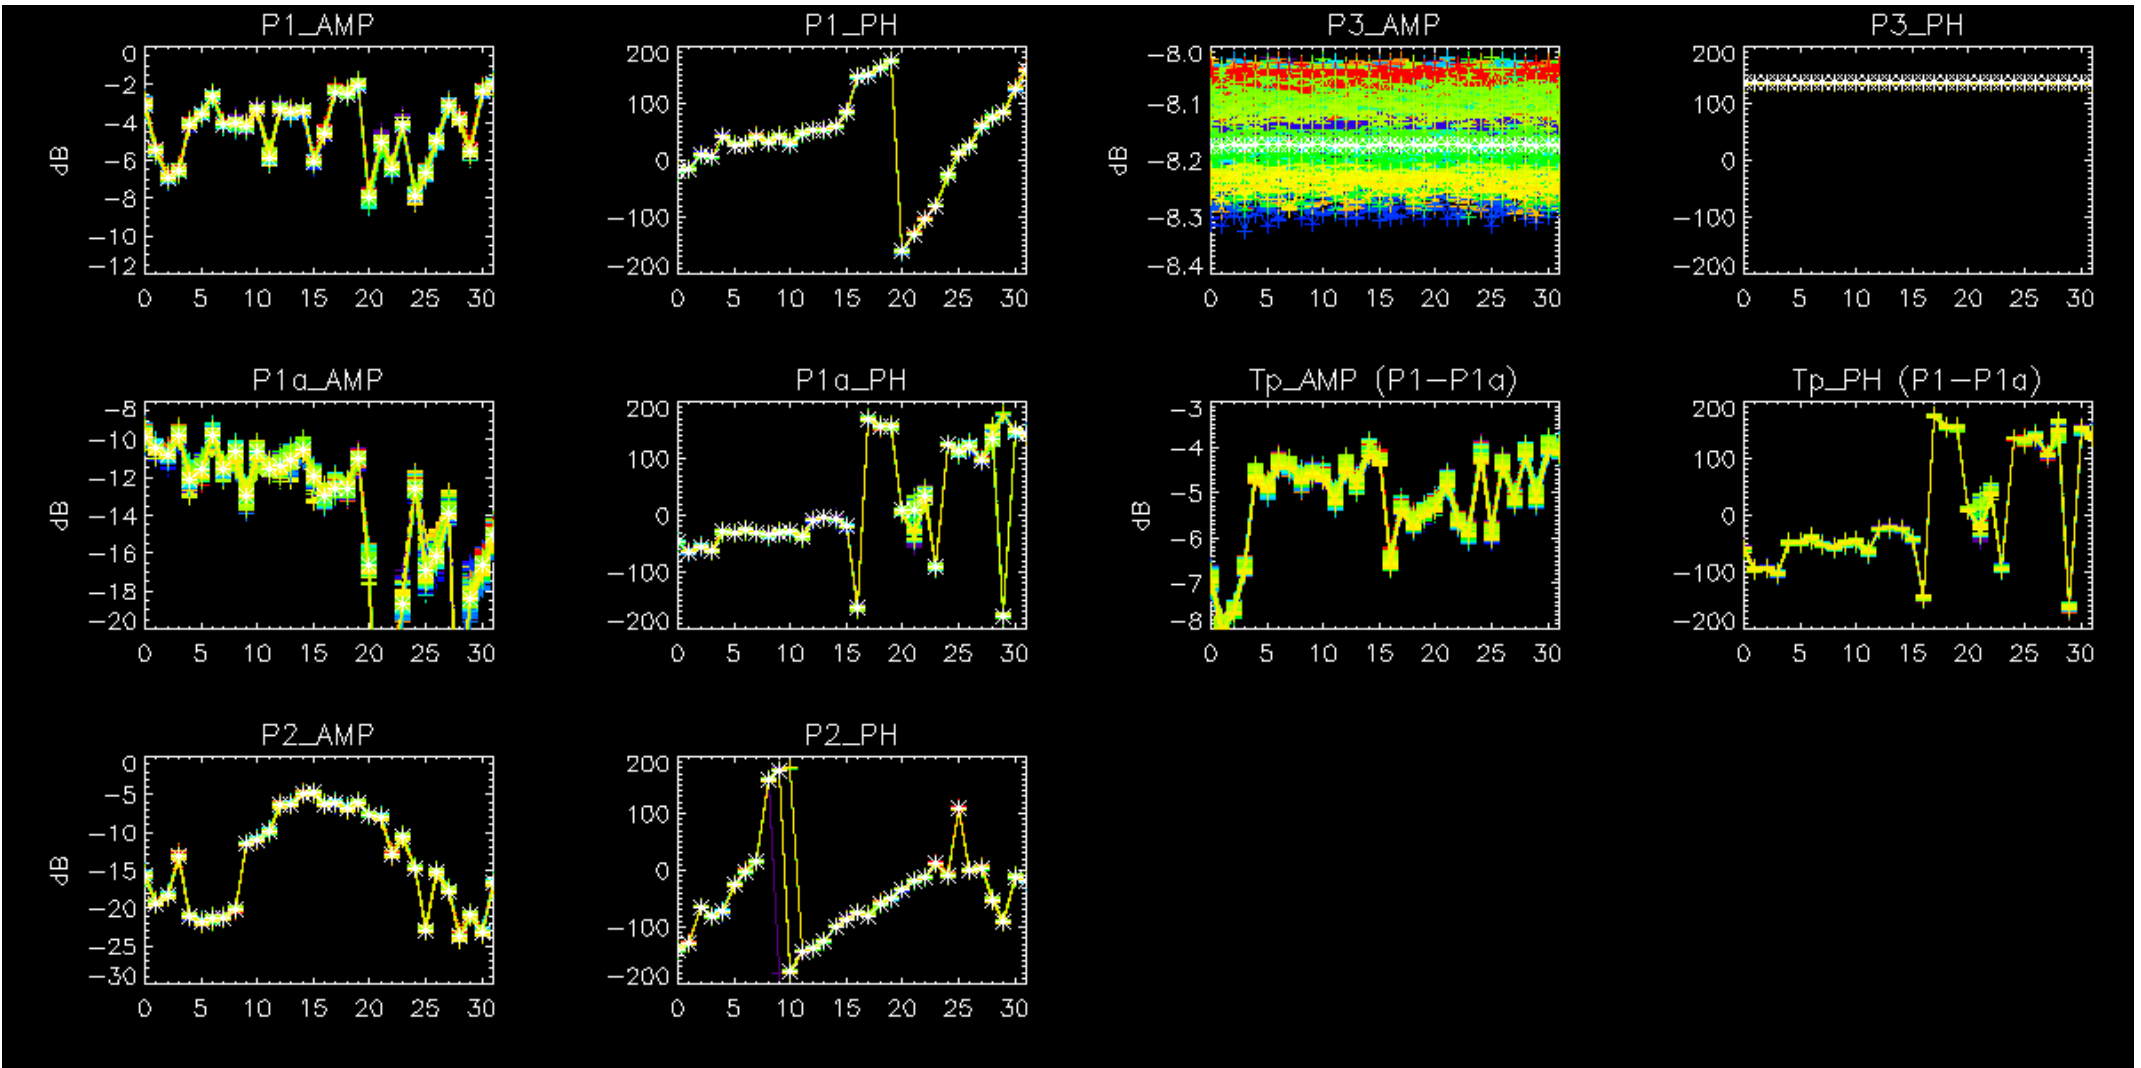 P1_AMP P1_PH P3_AMP P3_PH
0 200 −8.0 200
−2
−4 100 −8.1 100
dB −6 0 dB −8.2 0
−8
−10 −100 −8.3 −100
−12 −200 −8.4 −200
0 5 10 15 20 25 30 0 5 10 15 20 25 30 0 5 10 15 20 25 30 0 5 10 15 20 25 30
P1a_AMP P1a_PH Tp_AMP (P1−P1a) Tp_PH (P1−P1a)
−8 200 −3 200
−10 100 −4 100
−12
dB −14 0 dB −5 0
−16 −6
−18 −100 −7 −100
−20 −200 −8 −200
0 5 10 15 20 25 30 0 5 10 15 20 25 30 0 5 10 15 20 25 30 0 5 10 15 20 25 30
P2_AMP P2_PH
0 200
−5 100
−10
dB −15 0
−20 −100
−25
−30 −200
0 5 10 15 20 25 30 0 5 10 15 20 25 30